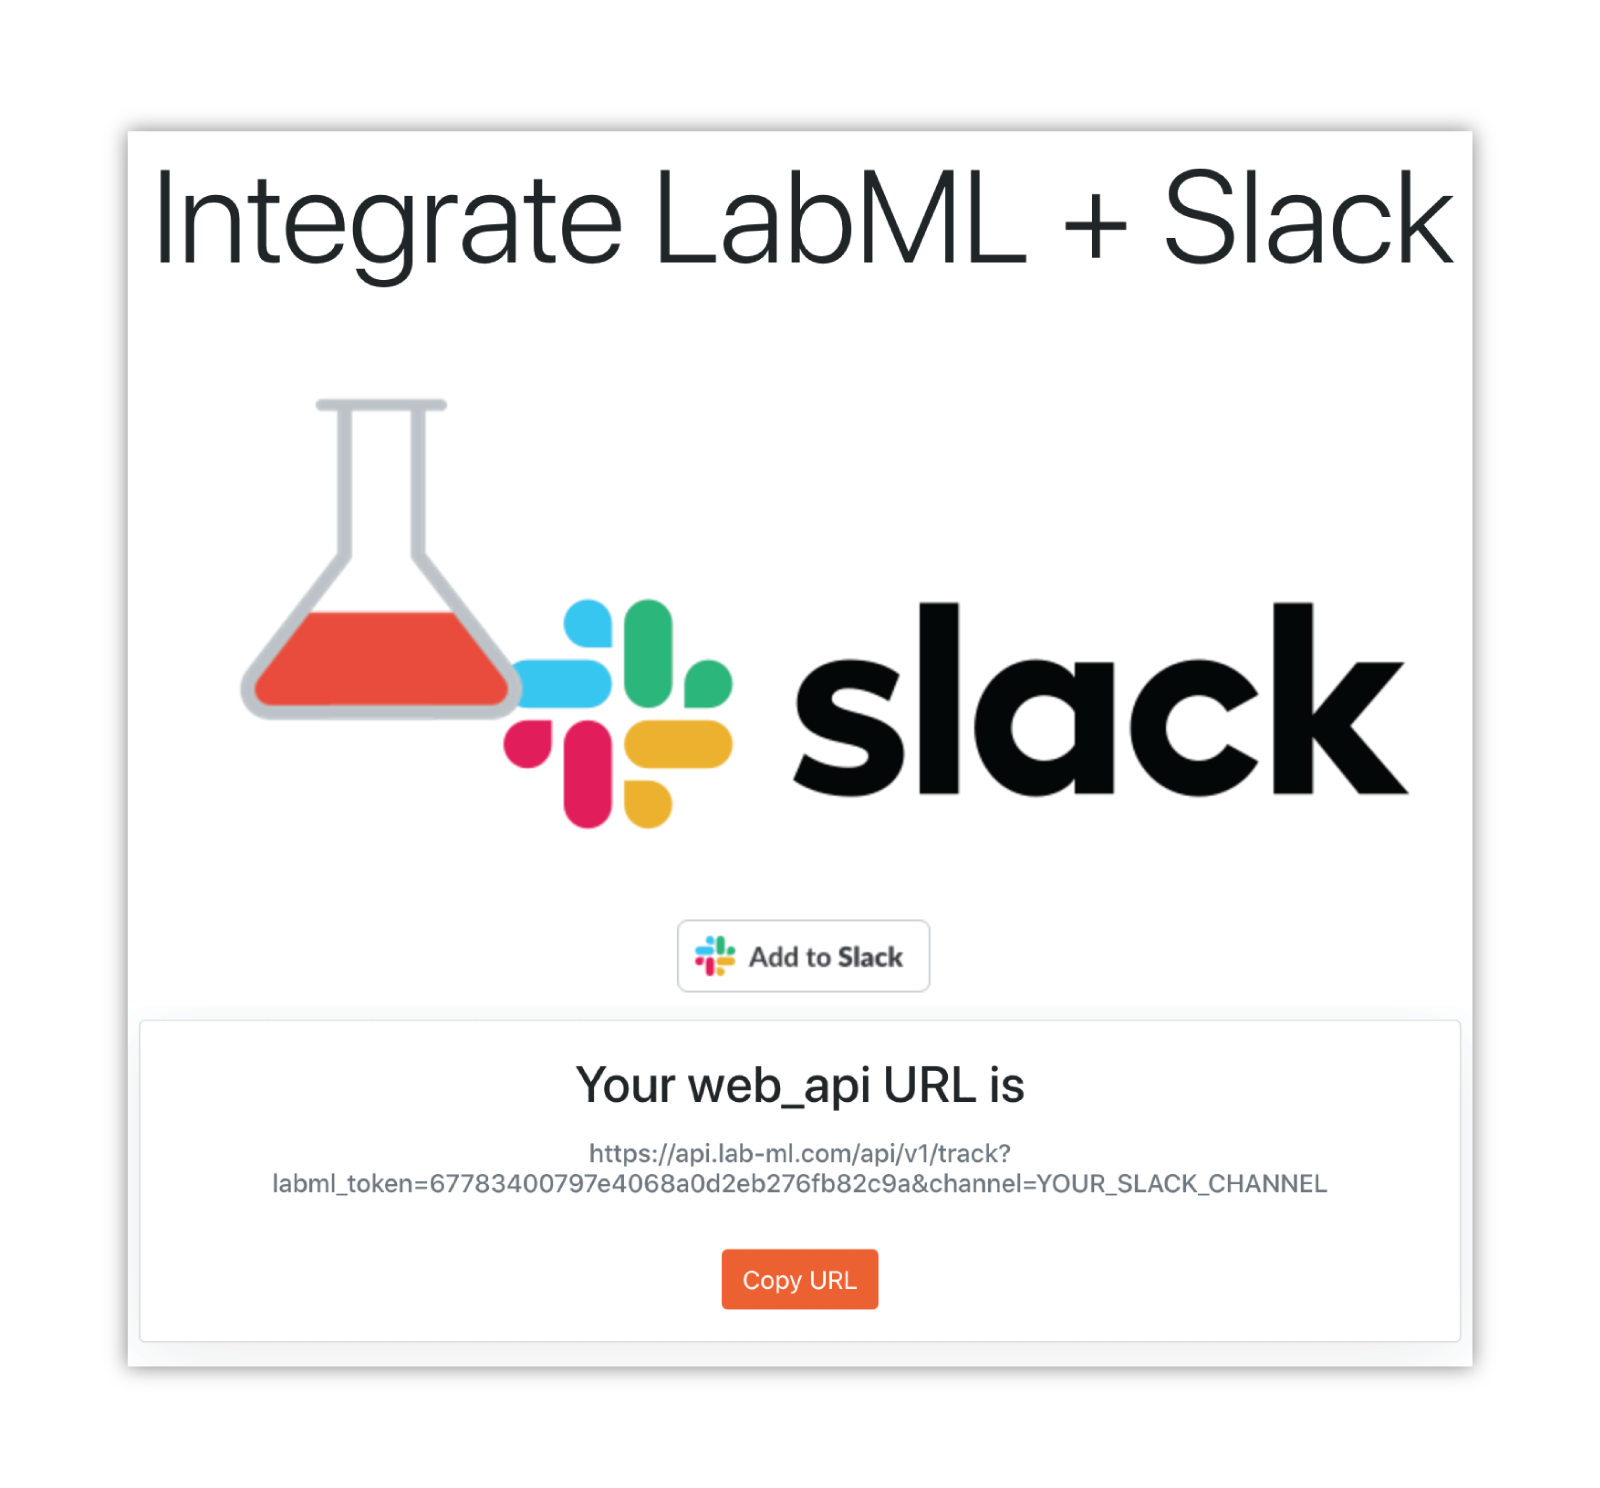 Integrate LabML + Slack
slack
Add to Slack
Your web_api URL is
https://api.lab-ml.com/api/v1/track?
labml_token=67783400797e4068a0d2eb276fb82c9a&channel=YOUR_SLACK_CHANNEL
Copy URL